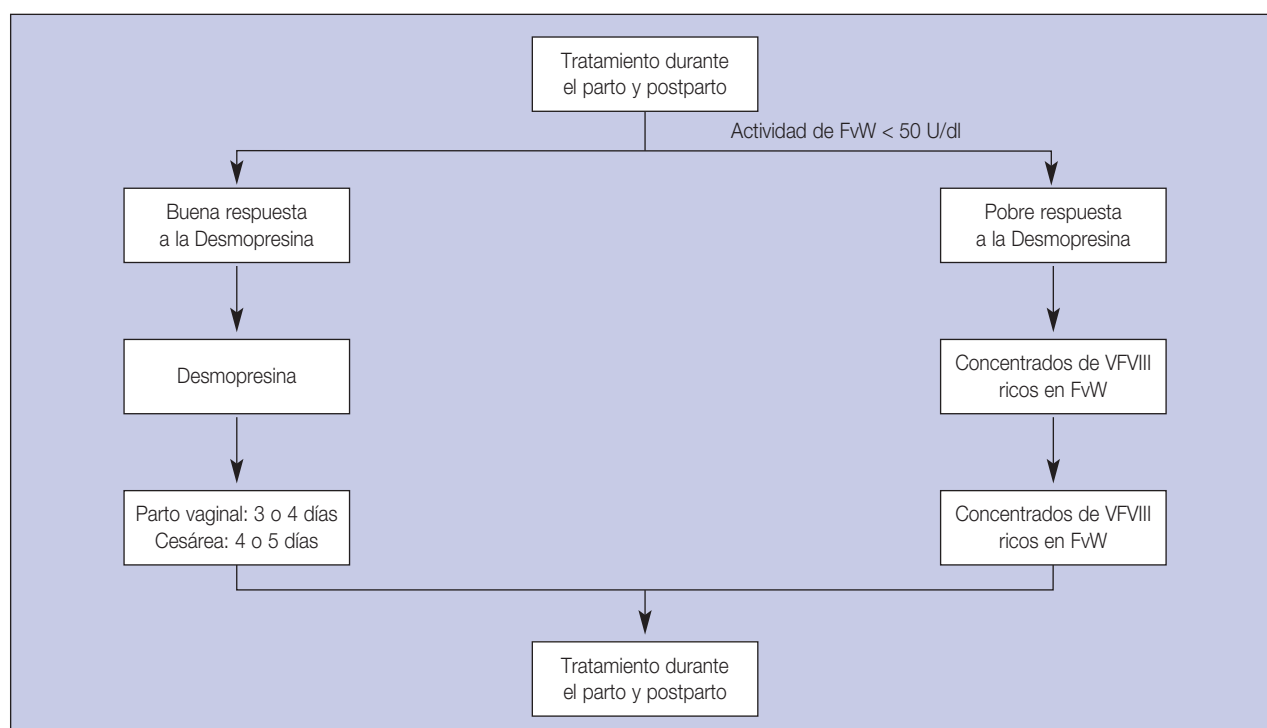 Tratamiento durante
el parto y postparto
Actividad de FvW < 50 U/dl
Buena respuesta
a la Desmopresina
Pobre respuesta
a la Desmopresina
Desmopresina
Concentrados de VFVIII
ricos en FvW
Parto vaginal: 3 o 4 días
Cesárea: 4 o 5 días
Concentrados de VFVIII
ricos en FvW
Tratamiento durante
el parto y postparto